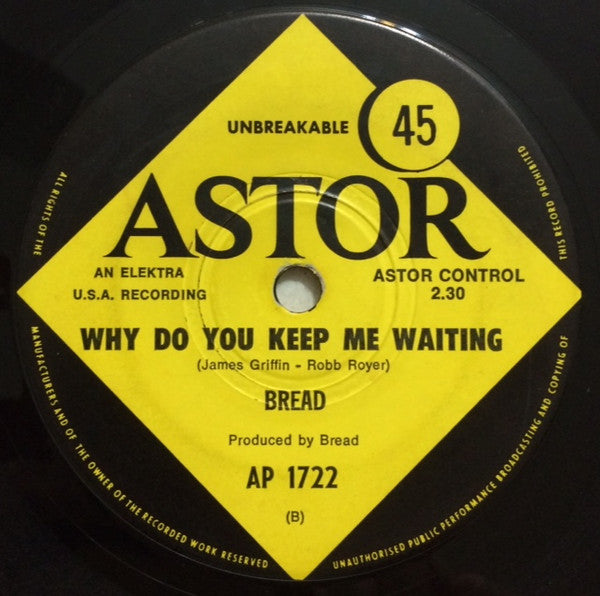 UNBREAKABLE
45
ASTOR
AN ELEKTRA
U.S.A. RECORDING
ASTOR CONTROL
2.30
WHY DO YOU KEEP ME WAITING
(James Griffin - Robb Royer)
BREAD
Produced by Bread
AP 1722
(B)
ALL RIGHTS OF THE
MANUFACTURERS AND OF THE OWNER OF THE RECORDED WORK RESERVED
UNAUTHORISED PUBLIC PERFORMANCE BROADCASTING AND COPYING OF
THIS RECORD PROHIBITED